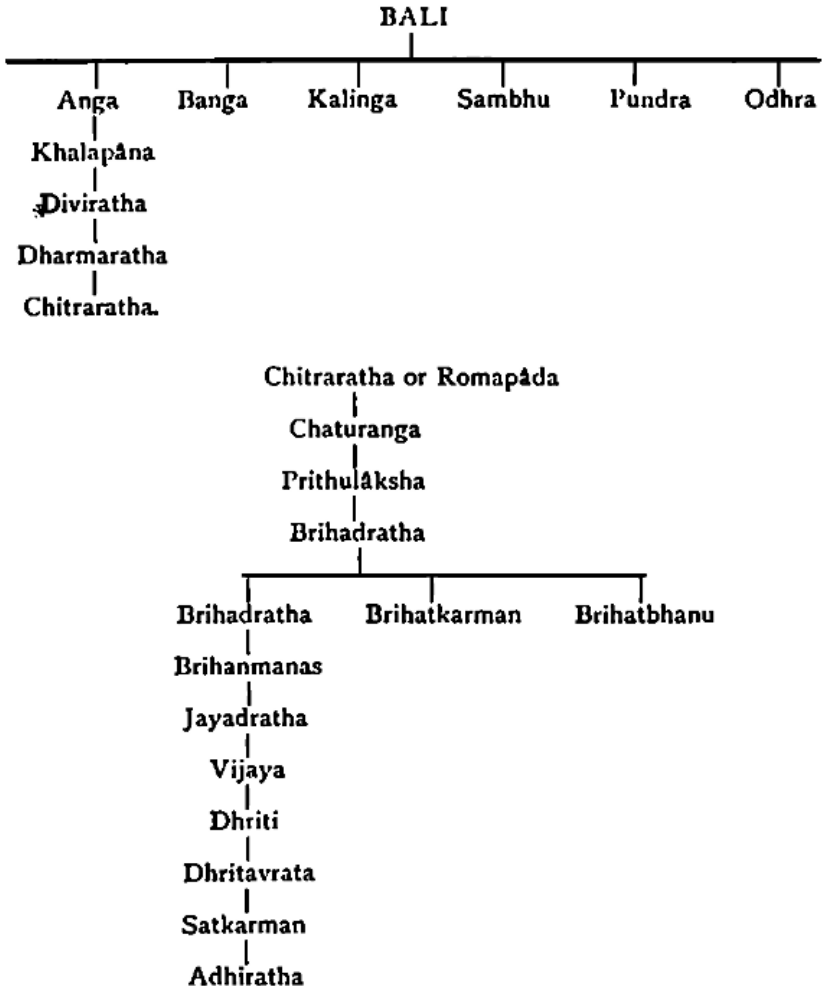 BALI
Anga Banga Kalinga Sambhu Pundra Odhra
Khalapâna
Diviratha
Dharmaratha
Chitraratha.
Chitraratha or Romapâda
Chaturanga
Prithulâksha
Brihadratha
Brihadratha Brihatkarman Brihatbhanu
Brihanmanas
Jayadratha
Vijaya
Dhriti
Dhritavrata
Satkarman
Adhiratha